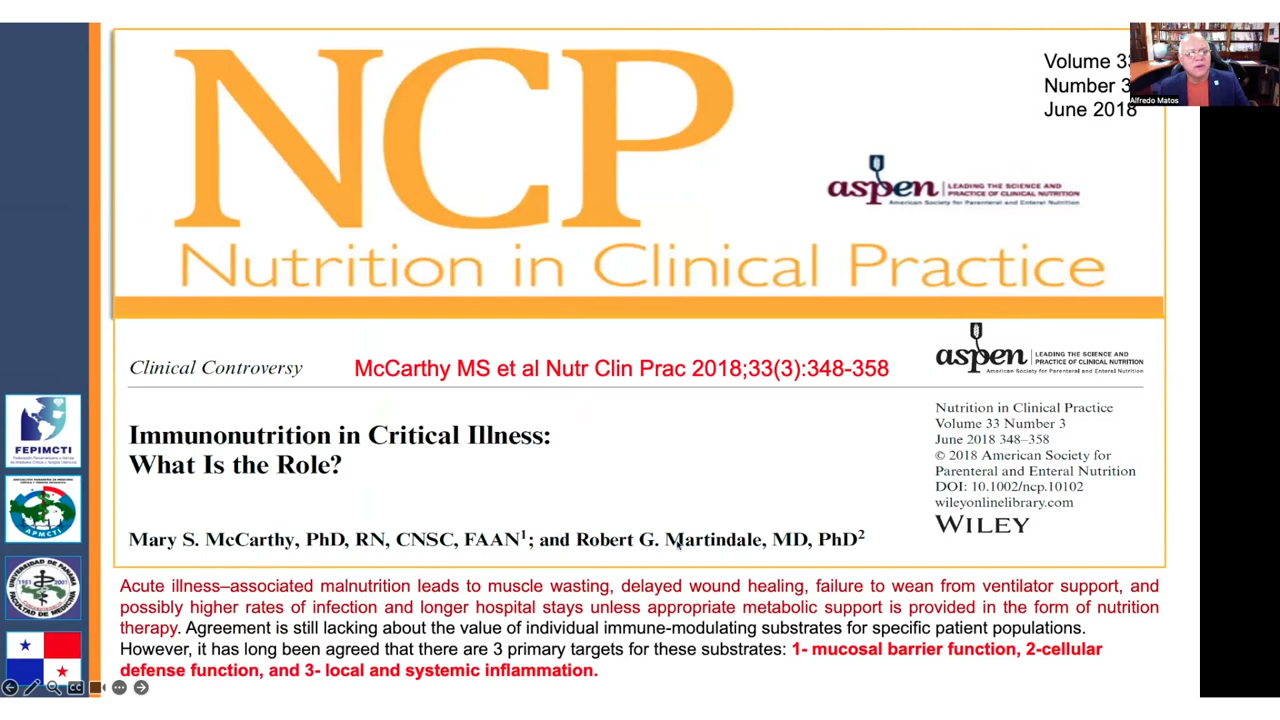 NCP
Nutrition in Clinical Practice
Volume 33
Number 3
June 2018
Alfredo Matos
aspen LEADING THE SCIENCE AND
PRACTICE OF CLINICAL NUTRITION
American Society for Parenteral and Enteral Nutrition
Clinical Controversy
McCarthy MS et al Nutr Clin Prac 2018;33(3):348-358
aspen LEADING THE SCIENCE AND
PRACTICE OF CLINICAL NUTRITION
American Society for Parenteral and Enteral Nutrition
Immunonutrition in Critical Illness:
What Is the Role?
Nutrition in Clinical Practice
Volume 33 Number 3
June 2018 348–358
© 2018 American Society for
Parenteral and Enteral Nutrition
DOI: 10.1002/ncp.10102
wileyonlinelibrary.com
WILEY
Mary S. McCarthy, PhD, RN, CNSC, FAAN1; and Robert G. Martindale, MD, PhD2
Acute illness–associated malnutrition leads to muscle wasting, delayed wound healing, failure to wean from ventilator support, and
possibly higher rates of infection and longer hospital stays unless appropriate metabolic support is provided in the form of nutrition
therapy. Agreement is still lacking about the value of individual immune-modulating substrates for specific patient populations.
However, it has long been agreed that there are 3 primary targets for these substrates: 1- mucosal barrier function, 2-cellular
defense function, and 3- local and systemic inflammation.
FEPIMCTI
APMCTI
UNIVERSIDAD DE PANAMA
FACULTAD DE MEDICINA
CC